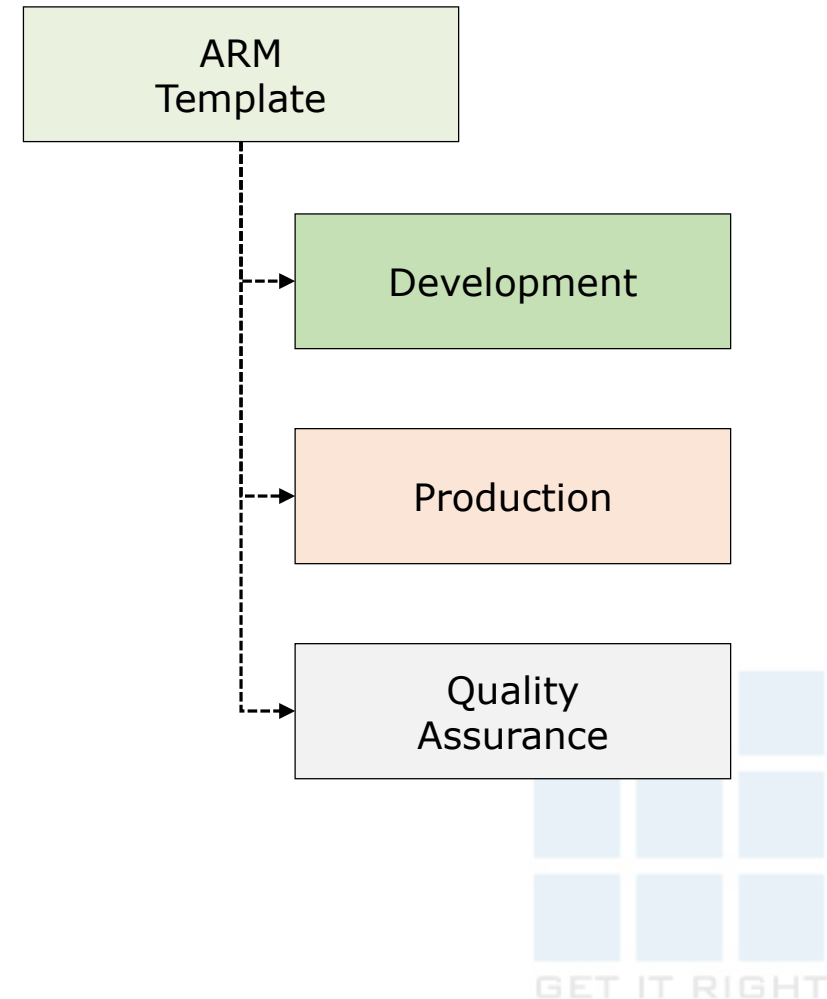 ARM
Template
Development
Production
Quality
Assurance
GET IT RIGHT